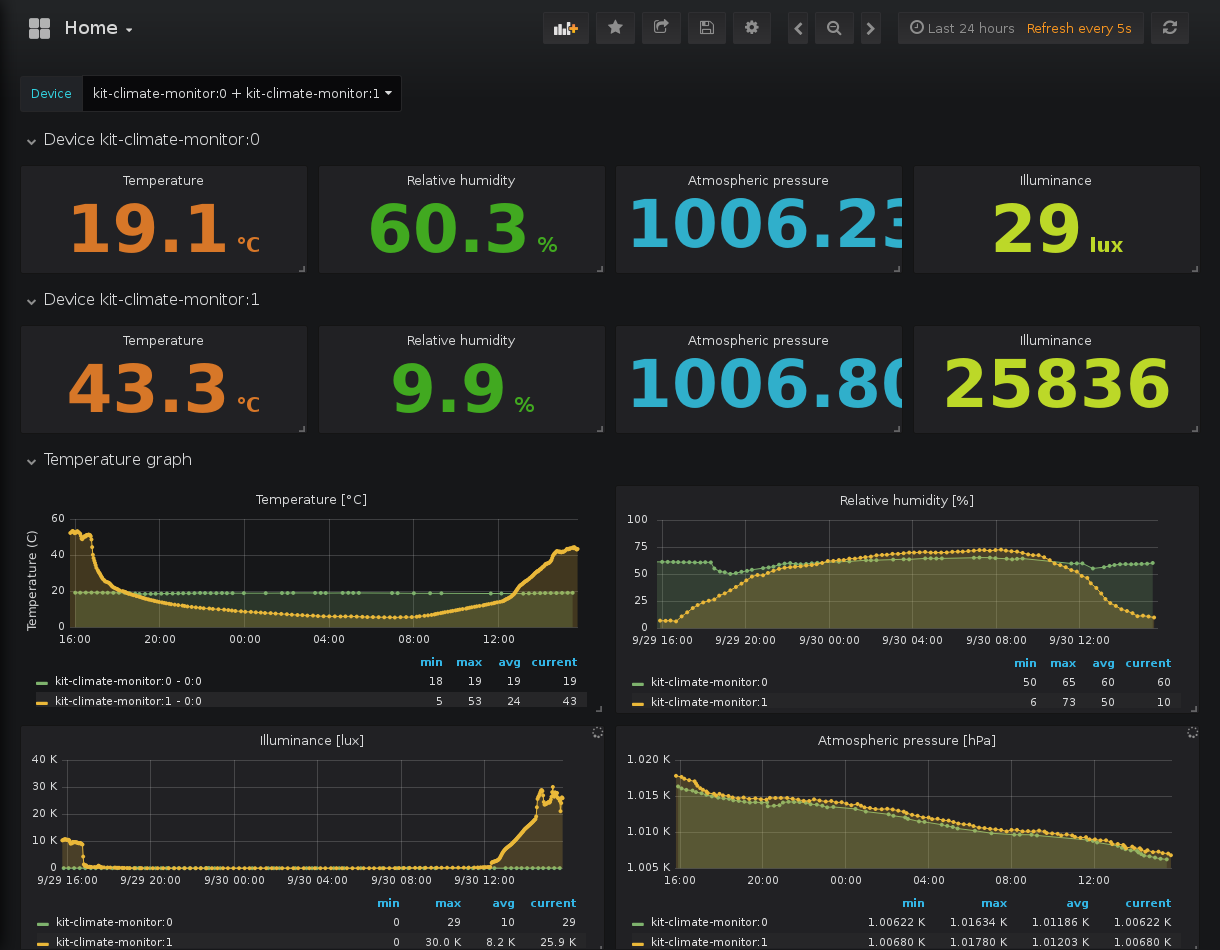 Home
Last 24 hours Refresh every 5s
Device kit-climate-monitor:0 + kit-climate-monitor:1
Device kit-climate-monitor:0
Temperature Relative humidity Atmospheric pressure Illuminance
19.1 °C 60.3 % 1006.23 29 lux
Device kit-climate-monitor:1
Temperature Relative humidity Atmospheric pressure Illuminance
43.3 °C 9.9 % 1006.80 25836
Temperature graph
Temperature [°C]
Temperature (C)
60
40
20
0
16:00 20:00 00:00 04:00 08:00 12:00
min max avg current
kit-climate-monitor:0 - 0:0 18 19 19 19
kit-climate-monitor:1 - 0:0 5 53 24 43
Relative humidity [%]
100
75
50
25
0
9/29 16:00 9/29 20:00 9/30 00:00 9/30 04:00 9/30 08:00 9/30 12:00
min max avg current
kit-climate-monitor:0 50 65 60 60
kit-climate-monitor:1 6 73 50 10
Illuminance [lux]
40 K
30 K
20 K
10 K
0
9/29 16:00 9/29 20:00 9/30 00:00 9/30 04:00 9/30 08:00 9/30 12:00
min max avg current
kit-climate-monitor:0 0 29 10 29
kit-climate-monitor:1 0 30.0 K 8.2 K 25.9 K
Atmospheric pressure [hPa]
1.020 K
1.015 K
1.010 K
1.005 K
16:00 20:00 00:00 04:00 08:00 12:00
min max avg current
kit-climate-monitor:0 1.00622 K 1.01634 K 1.01186 K 1.00622 K
kit-climate-monitor:1 1.00680 K 1.01780 K 1.01203 K 1.00680 K